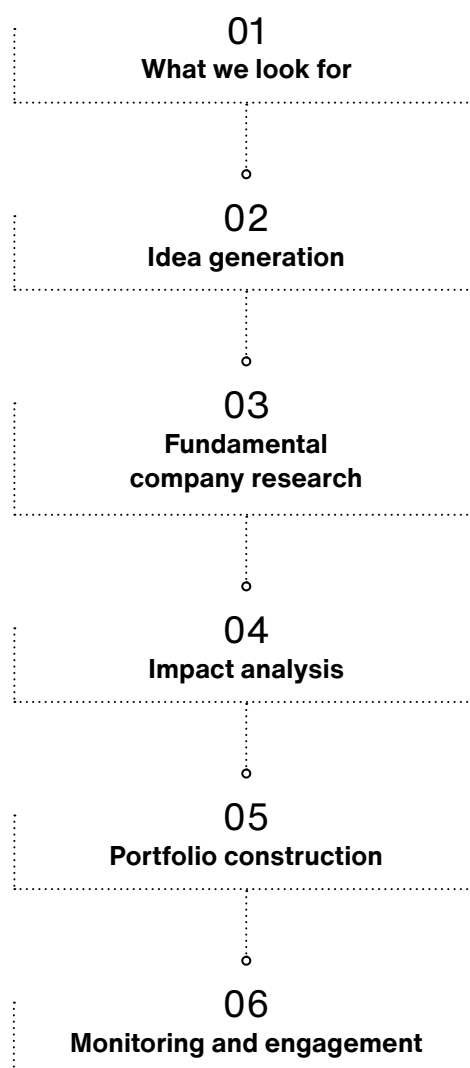 01
What we look for
02
Idea generation
03
Fundamental
company research
04
Impact analysis
05
Portfolio construction
06
Monitoring and engagement